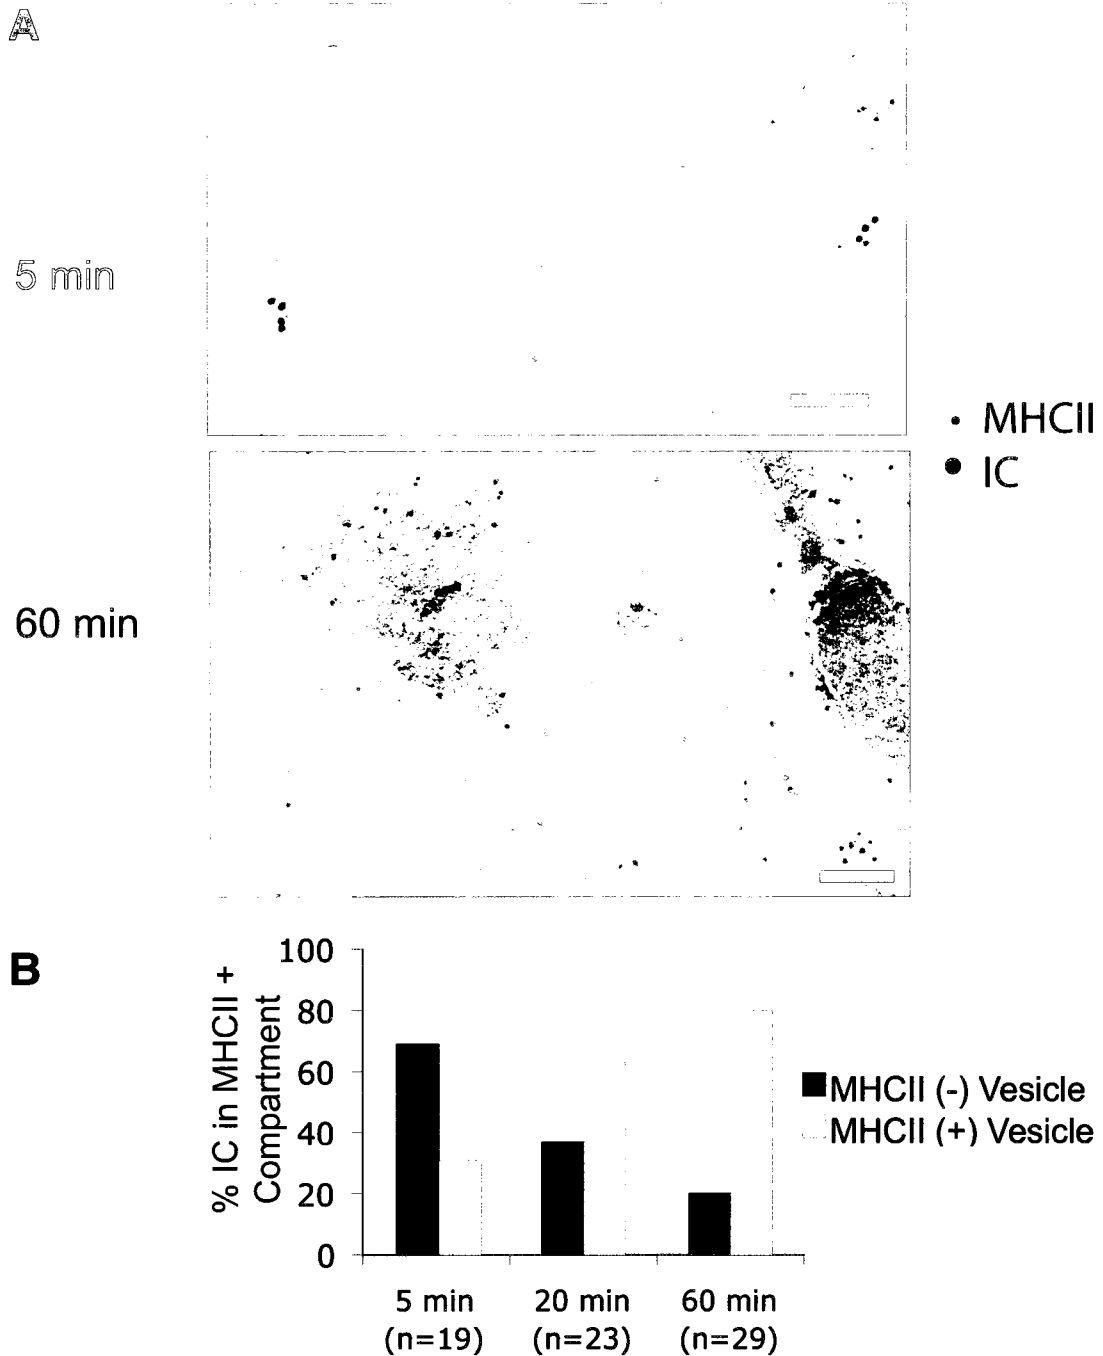 A
5 min
MHCII
IC
60 min
B
% IC in MHCII +
Compartment
100
80
60
40
20
0
MHCII (-) Vesicle
MHCII (+) Vesicle
5 min
20 min
60 min
(n=19)
(n=23)
(n=29)